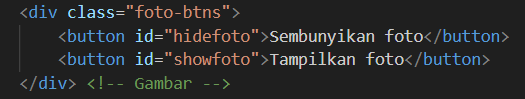 <div class="foto-btns">
<button id="hidefoto">Sembunyikan foto</button>
<button id="showfoto">Tampilkan foto</button>
</div> <!-- Gambar -->